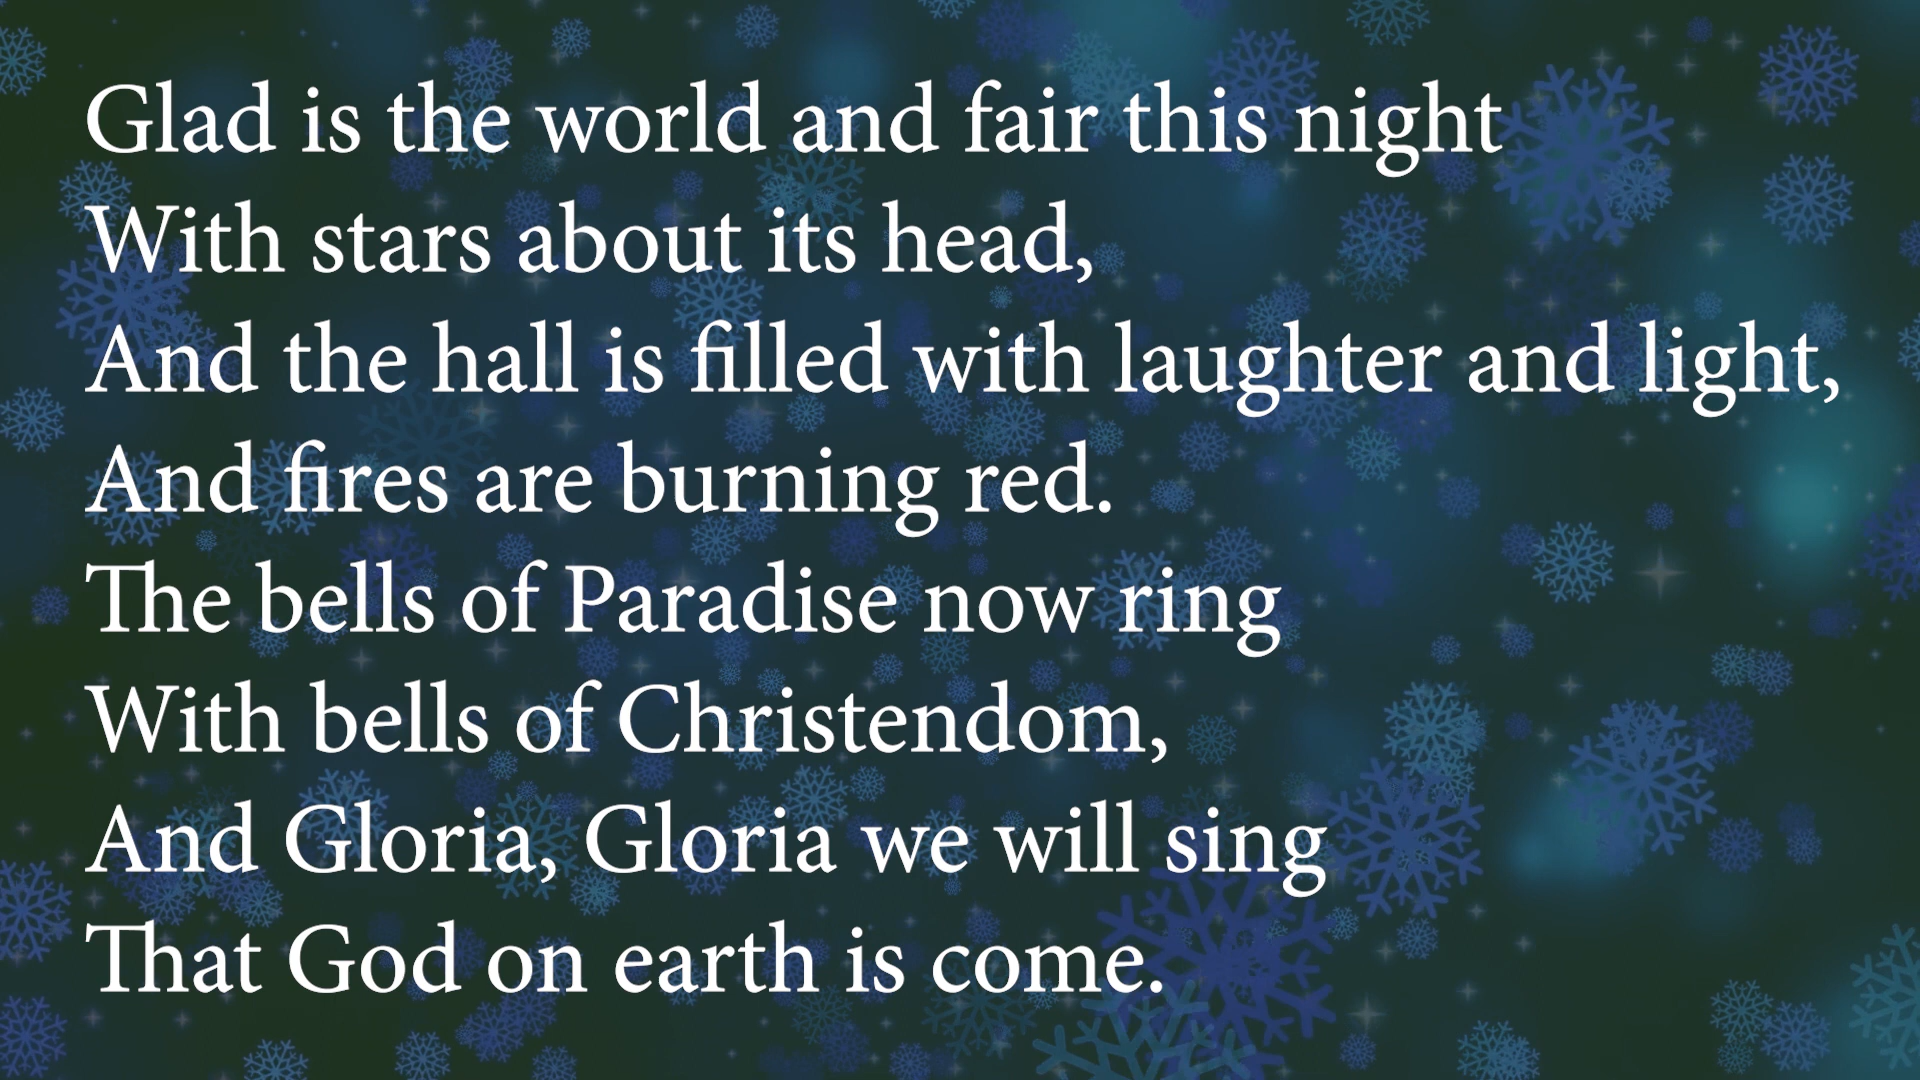 Glad is the world and fair this night
With stars about its head,
And the hall is filled with laughter and light,
And fires are burning red.
The bells of Paradise now ring
With bells of Christendom,
And Gloria, Gloria we will sing
That God on earth is come.